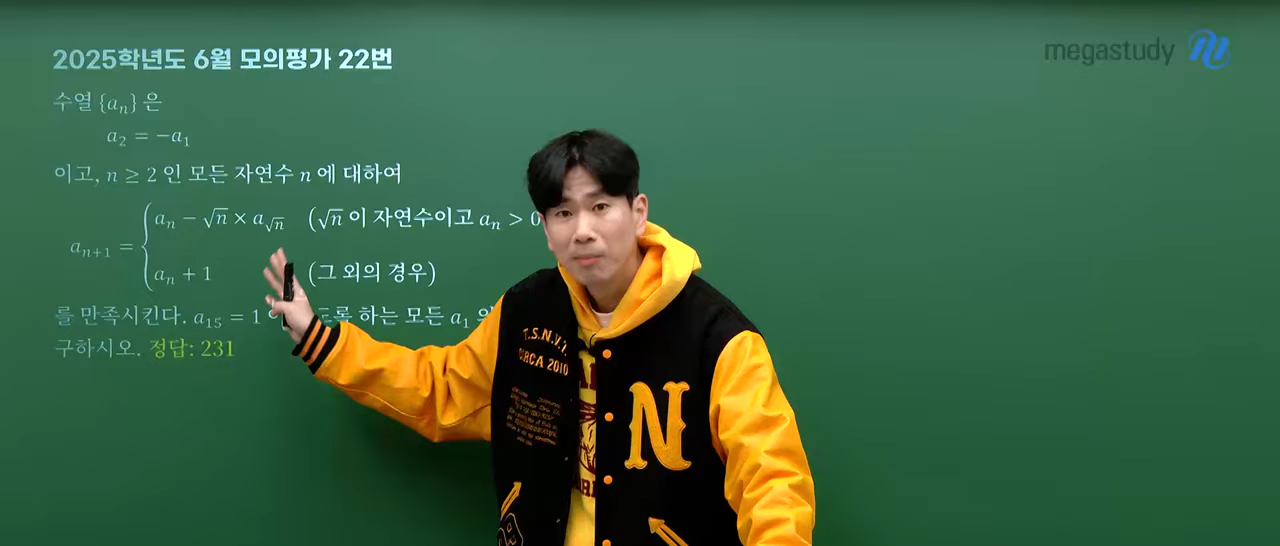 2025학년도 6월 모의평가 22번
megastudy
수열 {aₙ} 은
a₂ = −a₁
이고, n ≥ 2 인 모든 자연수 n 에 대하여
aₙ₊₁ = { aₙ − √n × a_√n (√n 이 자연수이고 aₙ > 0
aₙ + 1 (그 외의 경우)
를 만족시킨다. a₁₅ = 1 하는 모든 a₁
구하시오. 정답: 231
T.S.N.V.T.
CIRCA 2010
N